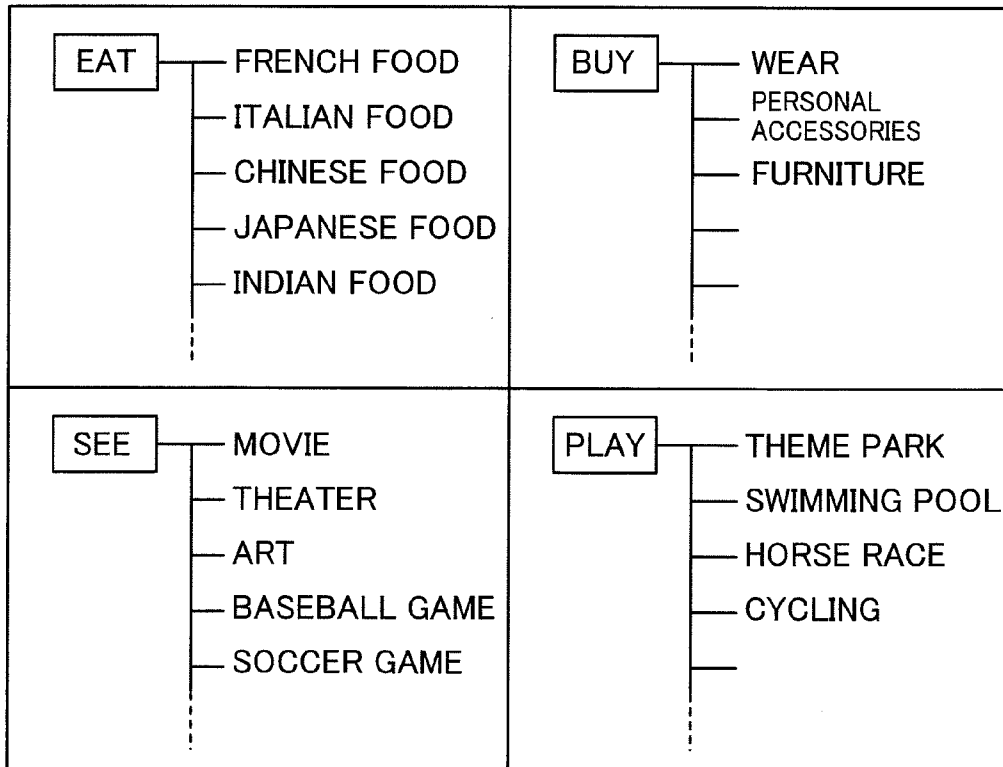 EAT
FRENCH FOOD
ITALIAN FOOD
CHINESE FOOD
JAPANESE FOOD
INDIAN FOOD
BUY
WEAR
PERSONAL
ACCESSORIES
FURNITURE
SEE
MOVIE
THEATER
ART
BASEBALL GAME
SOCCER GAME
PLAY
THEME PARK
SWIMMING POOL
HORSE RACE
CYCLING